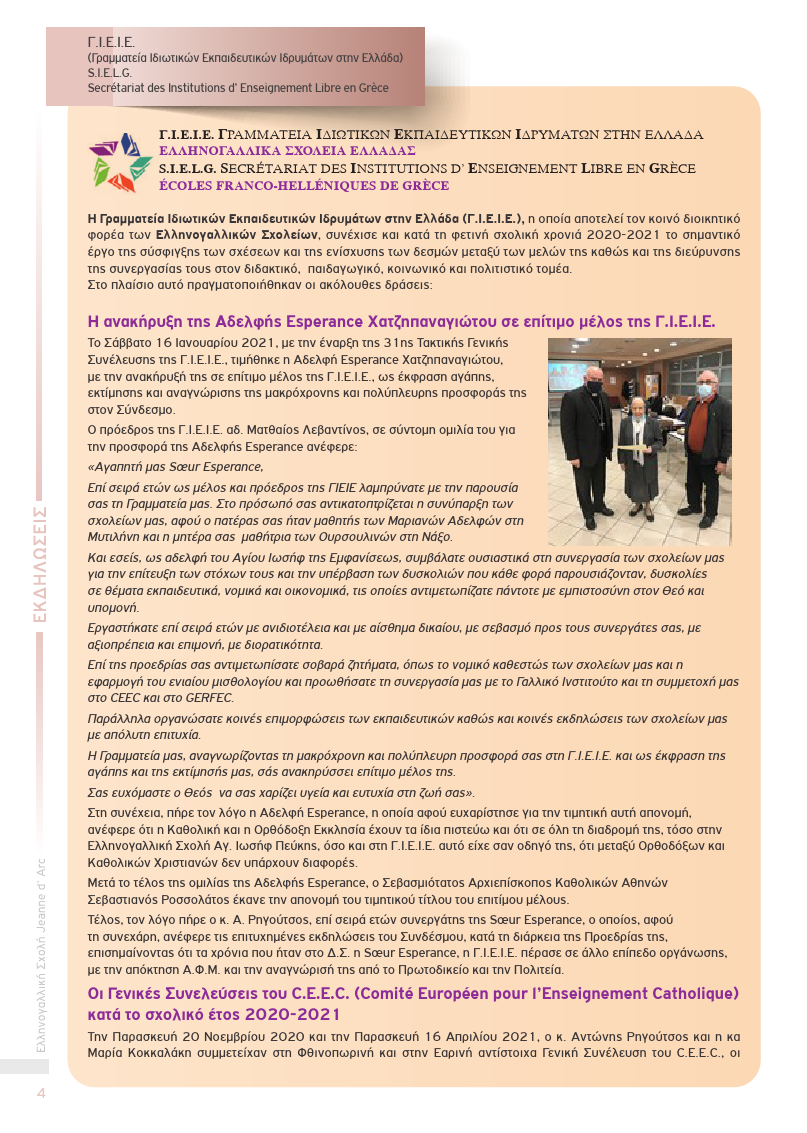 Γ.Ι.Ε.Ι.Ε.
(Γραμματεία Ιδιωτικών Εκπαιδευτικών Ιδρυμάτων στην Ελλάδα)
S.I.E.L.G.
Secrétariat des Institutions d' Enseignement Libre en Grèce
Γ.Ι.Ε.Ι.Ε. ΓΡΑΜΜΑΤΕΙΑ ΙΔΙΩΤΙΚΩΝ ΕΚΠΑΙΔΕΥΤΙΚΩΝ ΙΔΡΥΜΑΤΩΝ ΣΤΗΝ ΕΛΛΑΔΑ
ΕΛΛΗΝΟΓΑΛΛΙΚΑ ΣΧΟΛΕΙΑ ΕΛΛΑΔΑΣ
S.I.E.L.G. SECRÉTARIAT DES INSTITUTIONS D' ENSEIGNEMENT LIBRE EN GRÈCE
ÉCOLES FRANCO-HELLÉNIQUES DE GRÈCE
Η Γραμματεία Ιδιωτικών Εκπαιδευτικών Ιδρυμάτων στην Ελλάδα (Γ.Ι.Ε.Ι.Ε.), η οποία αποτελεί τον κοινό διοικητικό
φορέα των Ελληνογαλλικών Σχολείων, συνέχισε και κατά τη φετινή σχολική χρονιά 2020-2021 το σημαντικό
έργο της σύσφιγξης των σχέσεων και της ενίσχυσης των δεσμών μεταξύ των μελών της καθώς και της διεύρυνσης
της συνεργασίας τους στον διδακτικό, παιδαγωγικό, κοινωνικό και πολιτιστικό τομέα.
Στο πλαίσιο αυτό πραγματοποιήθηκαν οι ακόλουθες δράσεις:
Η ανακήρυξη της Αδελφής Esperance Χατζηπαναγιώτου σε επίτιμο μέλος της Γ.Ι.Ε.Ι.Ε.
Το Σάββατο 16 Ιανουαρίου 2021, με την έναρξη της 31ης Τακτικής Γενικής
Συνέλευσης της Γ.Ι.Ε.Ι.Ε., τιμήθηκε η Αδελφή Esperance Χατζηπαναγιώτου,
με την ανακήρυξή της σε επίτιμο μέλος της Γ.Ι.Ε.Ι.Ε., ως έκφραση αγάπης,
εκτίμησης και αναγνώρισης της μακρόχρονης και πολύπλευρης προσφοράς της
στον Σύνδεσμο.
Ο πρόεδρος της Γ.Ι.Ε.Ι.Ε. αδ. Ματθαίος Λεβαντίνος, σε σύντομη ομιλία του για
την προσφορά της Αδελφής Esperance ανέφερε:
«Αγαπητή μας Sœur Esperance,
Επί σειρά ετών ως μέλος και πρόεδρος της ΓΙΕΙΕ λαμπρύνατε με την παρουσία
σας τη Γραμματεία μας. Στο πρόσωπό σας αντικατοπτρίζεται η συνύπαρξη των
σχολείων μας, αφού ο πατέρας σας ήταν μαθητής των Μαριανών Αδελφών στη
Μυτιλήνη και η μητέρα σας μαθήτρια των Ουρσουλινών στη Νάξο.
Και εσείς, ως αδελφή του Αγίου Ιωσήφ της Εμφανίσεως, συμβάλατε ουσιαστικά στη συνεργασία των σχολείων μας
για την επίτευξη των στόχων τους και την υπέρβαση των δυσκολιών που κάθε φορά παρουσιάζονταν, δυσκολίες
σε θέματα εκπαιδευτικά, νομικά και οικονομικά, τις οποίες αντιμετωπίζατε πάντοτε με εμπιστοσύνη στον Θεό και
υπομονή.
Εργαστήκατε επί σειρά ετών με ανιδιοτέλεια και με αίσθημα δικαίου, με σεβασμό προς τους συνεργάτες σας, με
αξιοπρέπεια και επιμονή, με διορατικότητα.
Επί της προεδρίας σας αντιμετωπίσατε σοβαρά ζητήματα, όπως το νομικό καθεστώς των σχολείων μας και η
εφαρμογή του ενιαίου μισθολογίου και προωθήσατε τη συνεργασία μας με το Γαλλικό Ινστιτούτο και τη συμμετοχή μας
στο CEEC και στο GERFEC.
Παράλληλα οργανώσατε κοινές επιμορφώσεις των εκπαιδευτικών καθώς και κοινές εκδηλώσεις των σχολείων μας
με απόλυτη επιτυχία.
Η Γραμματεία μας, αναγνωρίζοντας τη μακρόχρονη και πολύπλευρη προσφορά σας στη Γ.Ι.Ε.Ι.Ε. και ως έκφραση της
αγάπης και της εκτίμησής μας, σάς ανακηρύσσει επίτιμο μέλος της.
Σας ευχόμαστε ο Θεός να σας χαρίζει υγεία και ευτυχία στη ζωή σας».
Στη συνέχεια, πήρε τον λόγο η Αδελφή Esperance, η οποία αφού ευχαρίστησε για την τιμητική αυτή απονομή,
ανέφερε ότι η Καθολική και η Ορθόδοξη Εκκλησία έχουν τα ίδια πιστεύω και ότι σε όλη τη διαδρομή της, τόσο στην
Ελληνογαλλική Σχολή Αγ. Ιωσήφ Πεύκης, όσο και στη Γ.Ι.Ε.Ι.Ε. αυτό είχε σαν οδηγό της, ότι μεταξύ Ορθοδόξων και
Καθολικών Χριστιανών δεν υπάρχουν διαφορές.
Μετά το τέλος της ομιλίας της Αδελφής Esperance, ο Σεβασμιότατος Αρχιεπίσκοπος Καθολικών Αθηνών
Σεβαστιανός Ροσσολάτος έκανε την απονομή του τιμητικού τίτλου του επιτίμου μέλους.
Τέλος, τον λόγο πήρε ο κ. Α. Ρηγούτσος, επί σειρά ετών συνεργάτης της Sœur Esperance, ο οποίος, αφού
τη συνεχάρη, ανέφερε τις επιτυχημένες εκδηλώσεις του Συνδέσμου, κατά τη διάρκεια της Προεδρίας της,
επισημαίνοντας ότι τα χρόνια που ήταν στο Δ.Σ. η Sœur Esperance, η Γ.Ι.Ε.Ι.Ε. πέρασε σε άλλο επίπεδο οργάνωσης,
με την απόκτηση Α.Φ.Μ. και την αναγνώρισή της από το Πρωτοδικείο και την Πολιτεία.
Οι Γενικές Συνελεύσεις του C.E.E.C. (Comité Européen pour l'Enseignement Catholique)
κατά το σχολικό έτος 2020-2021
Την Παρασκευή 20 Νοεμβρίου 2020 και την Παρασκευή 16 Απριλίου 2021, ο κ. Αντώνης Ρηγούτσος και η κα
Μαρία Κοκκαλάκη συμμετείχαν στη Φθινοπωρινή και στην Εαρινή αντίστοιχα Γενική Συνέλευση του C.E.E.C., οι
ΕΚΔΗΛΩΣΕΙΣ
Ελληνογαλλική Σχολή Jeanne d' Arc
4